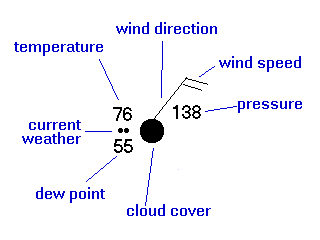 wind direction
temperature
wind speed
76
138
pressure
current
weather
55
dew point
cloud cover